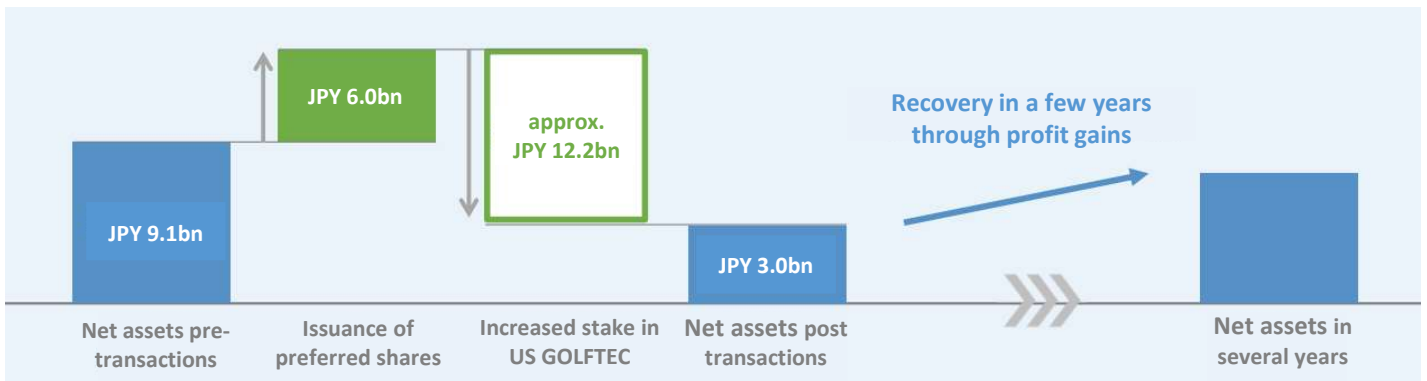 JPY 9.1bn
JPY 6.0bn
approx.
JPY 12.2bn
JPY 3.0bn
Recovery in a few years
through profit gains
Net assets pre-
transactions
Issuance of
preferred shares
Increased stake in
US GOLFTEC
Net assets post
transactions
Net assets in
several years